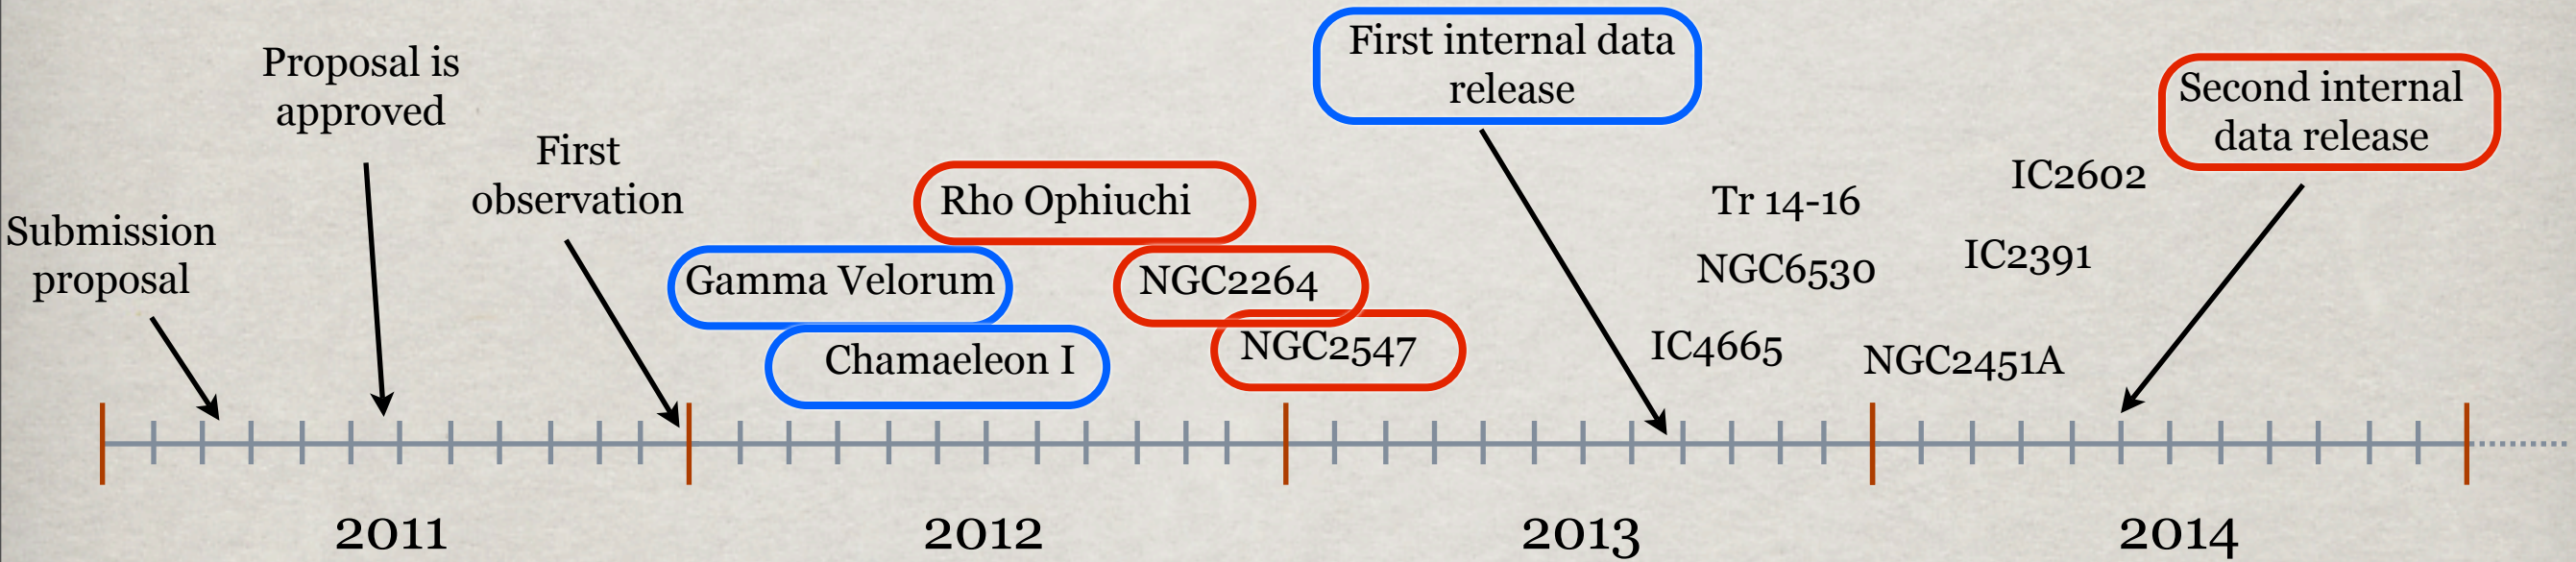 Submission
proposal
Proposal is
approved
First
observation
Gamma Velorum
Chamaeleon I
Rho Ophiuchi
NGC2264
NGC2547
First internal data
release
Tr 14-16
NGC6530
IC4665
IC2602
IC2391
NGC2451A
Second internal
data release
2011
2012
2013
2014